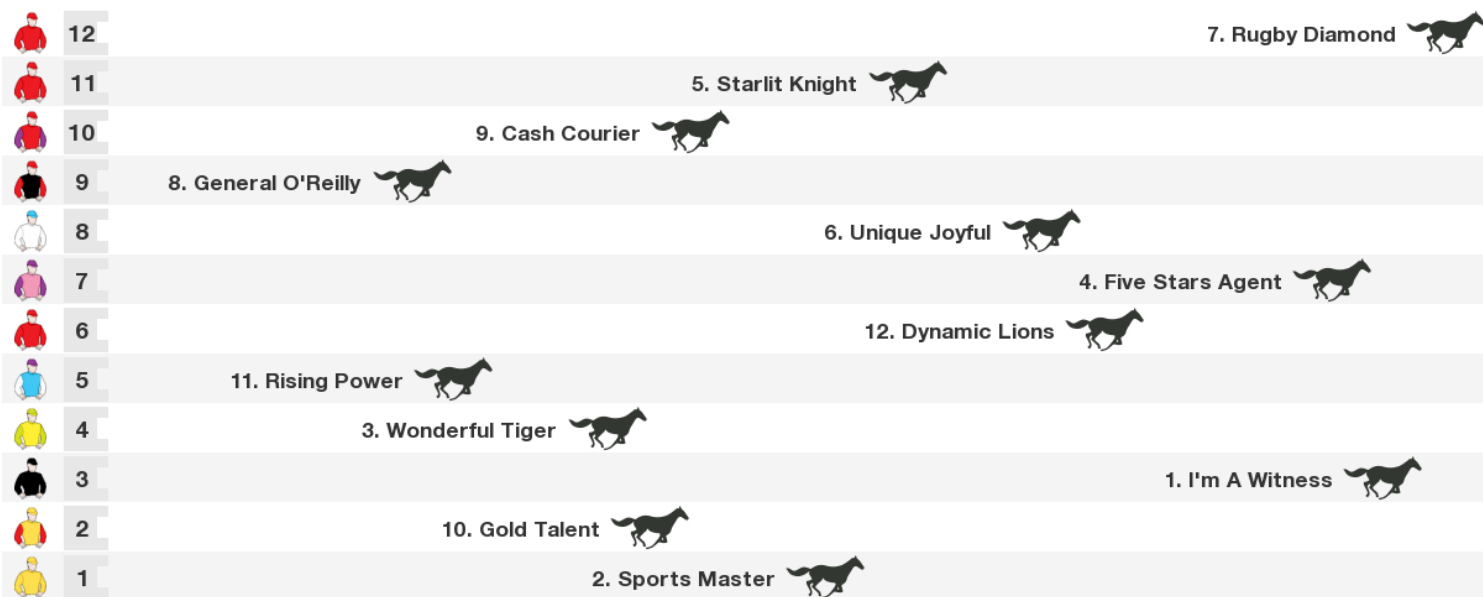 12 7. Rugby Diamond
11 5. Starlit Knight
10 9. Cash Courier
9 8. General O'Reilly
8 6. Unique Joyful
7 4. Five Stars Agent
6 12. Dynamic Lions
5 11. Rising Power
4 3. Wonderful Tiger
3 1. I'm A Witness
2 10. Gold Talent
1 2. Sports Master